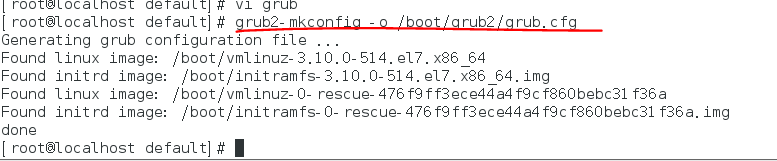 [root@localhost default]# vi grub
[root@localhost default]# grub2-mkconfig -o /boot/grub2/grub.cfg
Generating grub configuration file ...
Found linux image: /boot/vmlinuz-3.10.0-514.el7.x86_64
Found initrd image: /boot/initramfs-3.10.0-514.el7.x86_64.img
Found linux image: /boot/vmlinuz-0-rescue-476f9ff3ece44a4f9cf860bebc31f36a
Found initrd image: /boot/initramfs-0-rescue-476f9ff3ece44a4f9cf860bebc31f36a.img
done
[root@localhost default]#